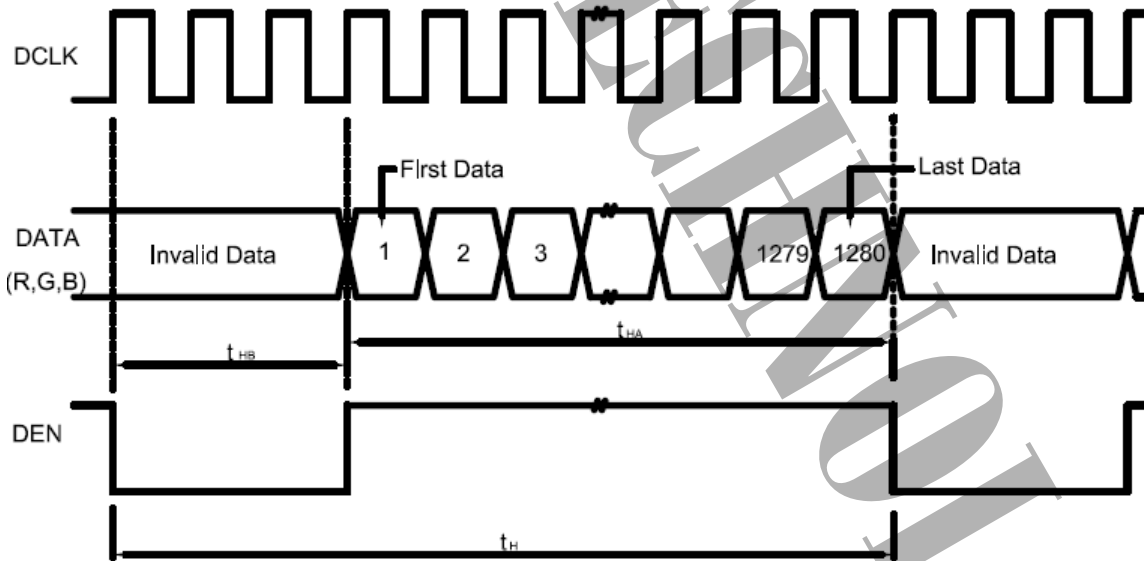 DCLK
FIrst Data
Last Data
DATA
(R,G,B)
Invalid Data
1
2
3
1279
1280
Invalid Data
tHB
tHA
DEN
tH